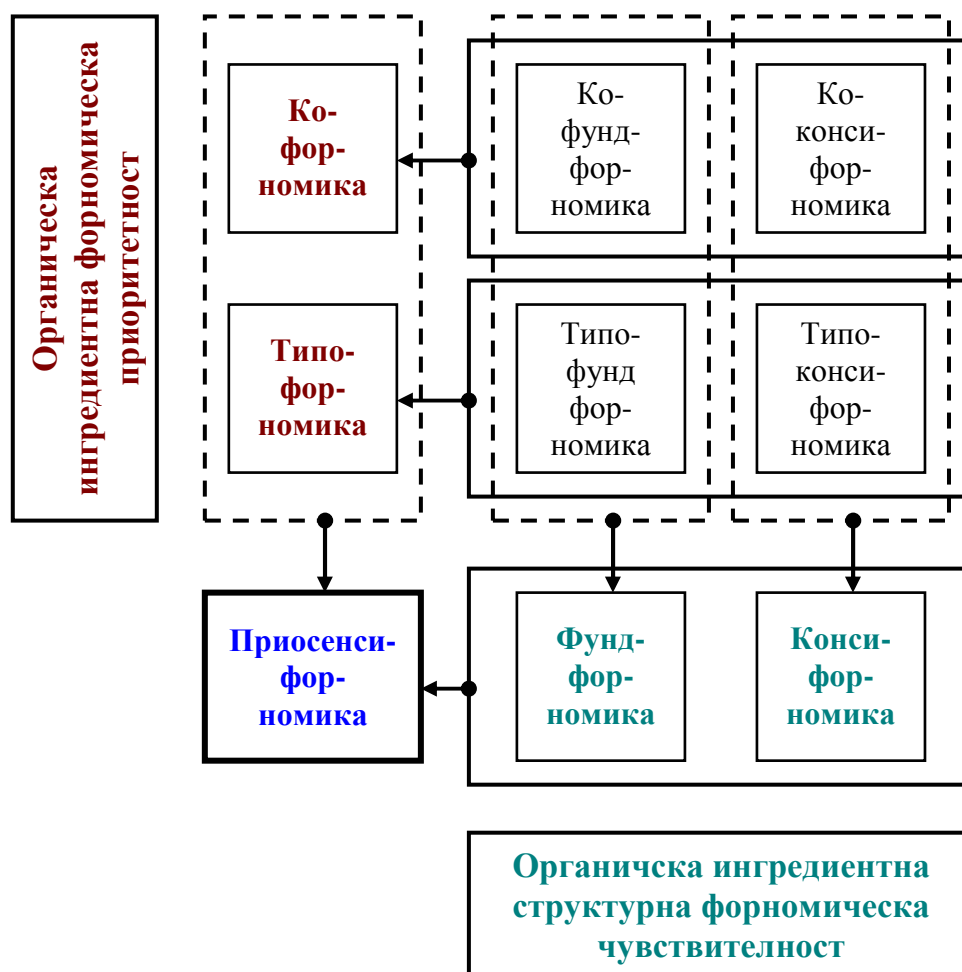 Органическа
ингредиентна форномическа
приоритетност
Ко-
фор-
номика
Ко-
фунд-
фор-
номика
Ко-
конси-
фор-
номика
Типо-
фор-
номика
Типо-
фунд
фор-
номика
Типо-
конси-
фор-
номика
Приосенси-
фор-
номика
Фунд-
фор-
номика
Конси-
фор-
номика
Органичска ингредиентна
структурна форномическа
чувствителност